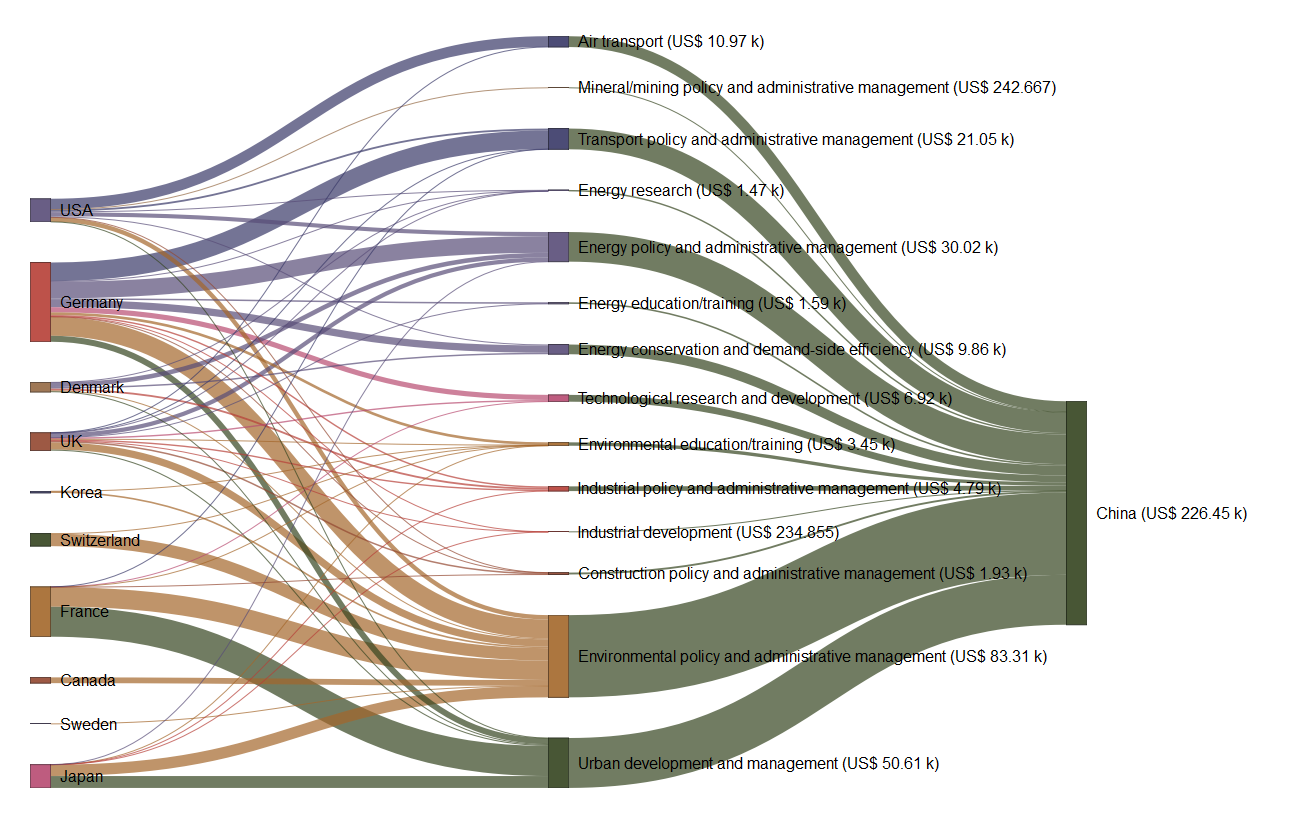 USA
Germany
Denmark
UK
Korea
Switzerland
France
Canada
Sweden
Japan
Air transport (US$ 10.97 k)
Mineral/mining policy and administrative management (US$ 242.667)
Transport policy and administrative management (US$ 21.05 k)
Energy research (US$ 1.47 k)
Energy policy and administrative management (US$ 30.02 k)
Energy education/training (US$ 1.59 k)
Energy conservation and demand-side efficiency (US$ 9.86 k)
Technological research and development (US$ 6.92 k)
Environmental education/training (US$ 3.45 k)
Industrial policy and administrative management (US$ 4.79 k)
Industrial development (US$ 234.855)
Construction policy and administrative management (US$ 1.93 k)
Environmental policy and administrative management (US$ 83.31 k)
Urban development and management (US$ 50.61 k)
China (US$ 226.45 k)